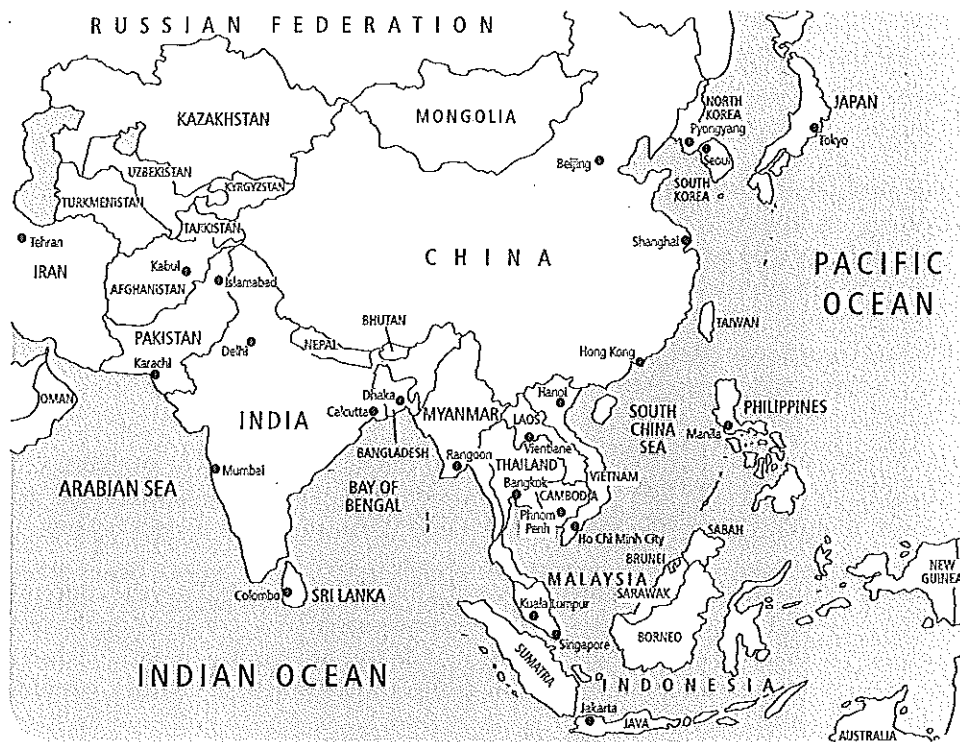 RUSSIAN FEDERATION
KAZAKHSTAN
MONGOLIA
NORTH
KOREA
Pyongyang
JAPAN
Tokyo
Seoul
SOUTH
KOREA
Beijing
UZBEKISTAN
KYRGYZSTAN
TURKMENISTAN
TAJIKISTAN
Tehran
IRAN
Kabul
AFGHANISTAN
Islamabad
CHINA
Shanghai
PACIFIC
OCEAN
PAKISTAN
Karachi
Delhi
NEPAL
BHUTAN
TAIWAN
Hong Kong
OMAN
INDIA
Dhaka
Calcutta
MYANMAR
Hanoi
LAOS
SOUTH
CHINA
SEA
PHILIPPINES
Manila
BANGLADESH
Rangoon
Vientiane
THAILAND
Mumbai
ARABIAN SEA
BAY OF
BENGAL
Bangkok
CAMBODIA
VIETNAM
Phnom
Penh
Ho Chi Minh City
SABAH
BRUNEI
MALAYSIA
SARAWAK
NEW
GUINEA
Colombo
SRI LANKA
Kuala Lumpur
Singapore
BORNEO
SUMATRA
INDIAN OCEAN
INDONESIA
Jakarta
JAVA
AUSTRALIA